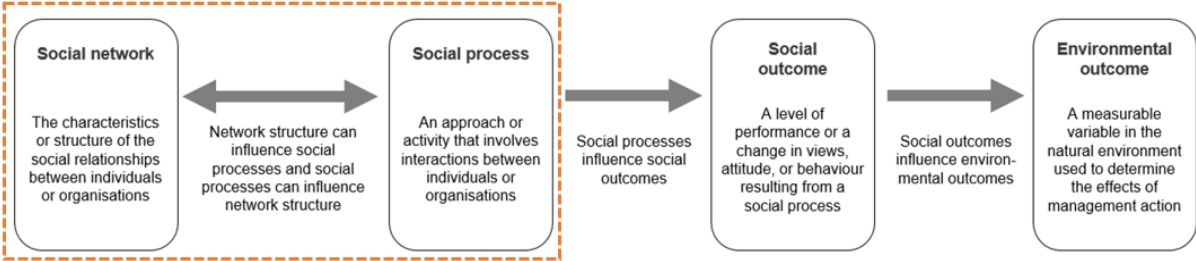 Social network
The characteristics
or structure of the
social relationships
between individuals
or organisations
Network structure can
influence social
processes and social
processes can influence
network structure
Social process
An approach or
activity that involves
interactions between
individuals or
organisations
Social processes
influence social
outcomes
Social
outcome
A level of
performance or a
change in views,
attitude, or behaviour
resulting from a
social process
Social outcomes
influence environ-
mental outcomes
Environmental
outcome
A measurable
variable in the
natural environment
used to determine
the effects of
management action